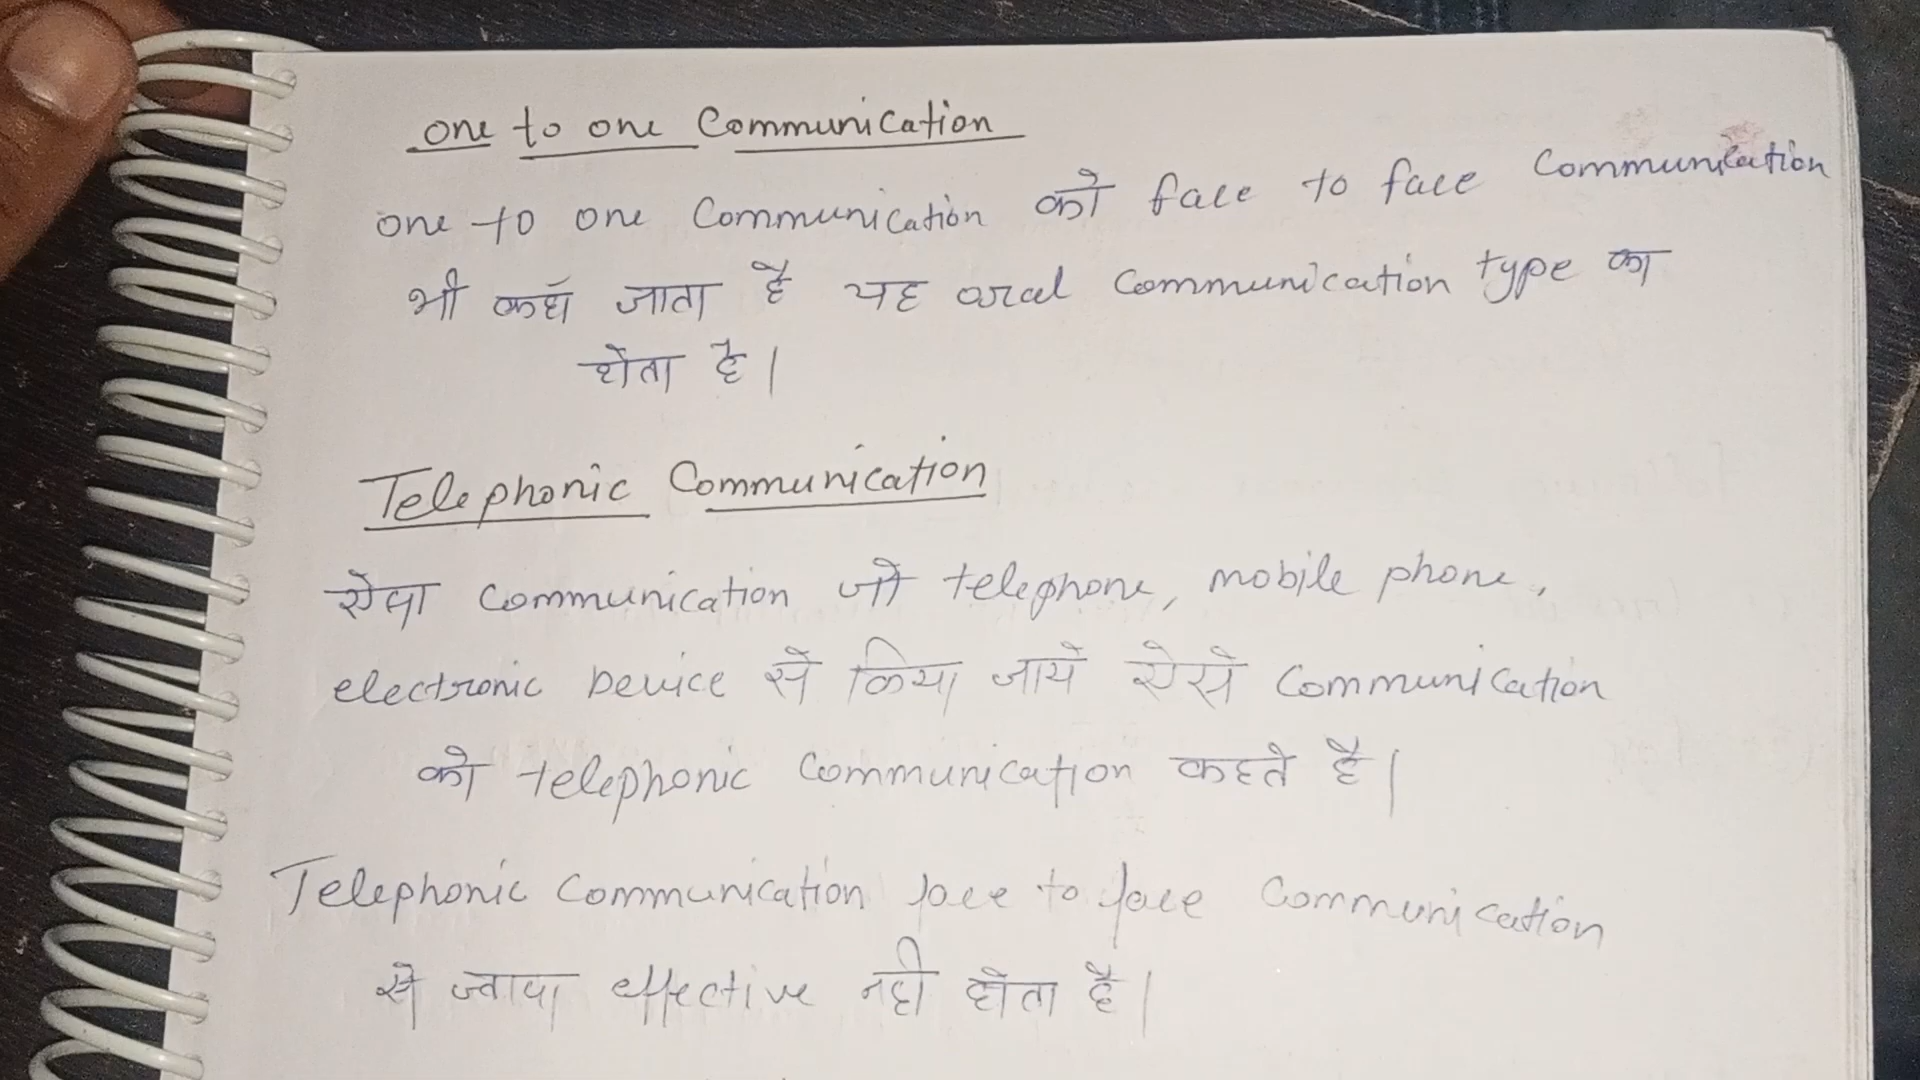 one to one Communication
one to one Communication को face to face Communication
भी कहाँ जाता है यह oral Communication type का
होता है।
Telephonic Communication
ऐसा Communication जो telephone, mobile phone,
electronic Device से किया जाये ऐसे Communication
को telephonic Communication कहते है।
Telephonic Communication face to face Communication
से ज्यादा effective नही होता है।